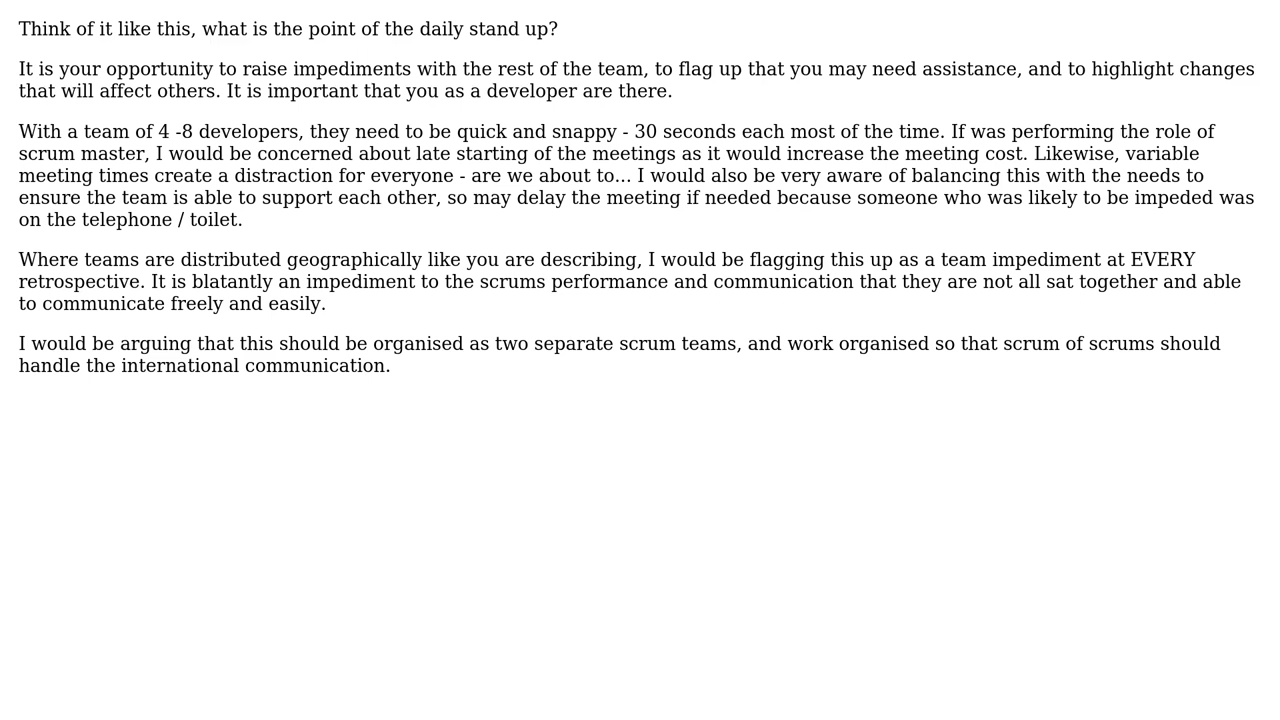 Think of it like this, what is the point of the daily stand up?
It is your opportunity to raise impediments with the rest of the team, to flag up that you may need assistance, and to highlight changes
that will affect others. It is important that you as a developer are there.
With a team of 4 -8 developers, they need to be quick and snappy - 30 seconds each most of the time. If was performing the role of
scrum master, I would be concerned about late starting of the meetings as it would increase the meeting cost. Likewise, variable
meeting times create a distraction for everyone - are we about to... I would also be very aware of balancing this with the needs to
ensure the team is able to support each other, so may delay the meeting if needed because someone who was likely to be impeded was
on the telephone / toilet.
Where teams are distributed geographically like you are describing, I would be flagging this up as a team impediment at EVERY
retrospective. It is blatantly an impediment to the scrums performance and communication that they are not all sat together and able
to communicate freely and easily.
I would be arguing that this should be organised as two separate scrum teams, and work organised so that scrum of scrums should
handle the international communication.